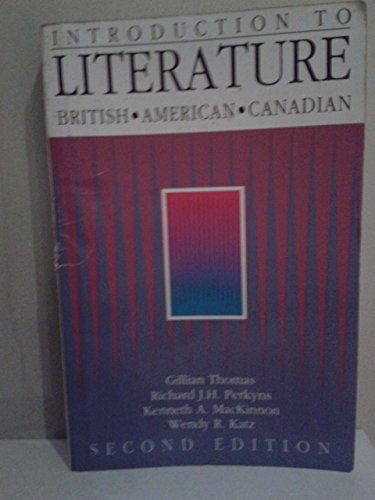 INTRODUCTION TO
LITERATURE
BRITISH • AMERICAN • CANADIAN
Gillian Thomas
Richard J.H. Perkyns
Kenneth A. MacKinnon
Wendy R. Katz
SECOND EDITION